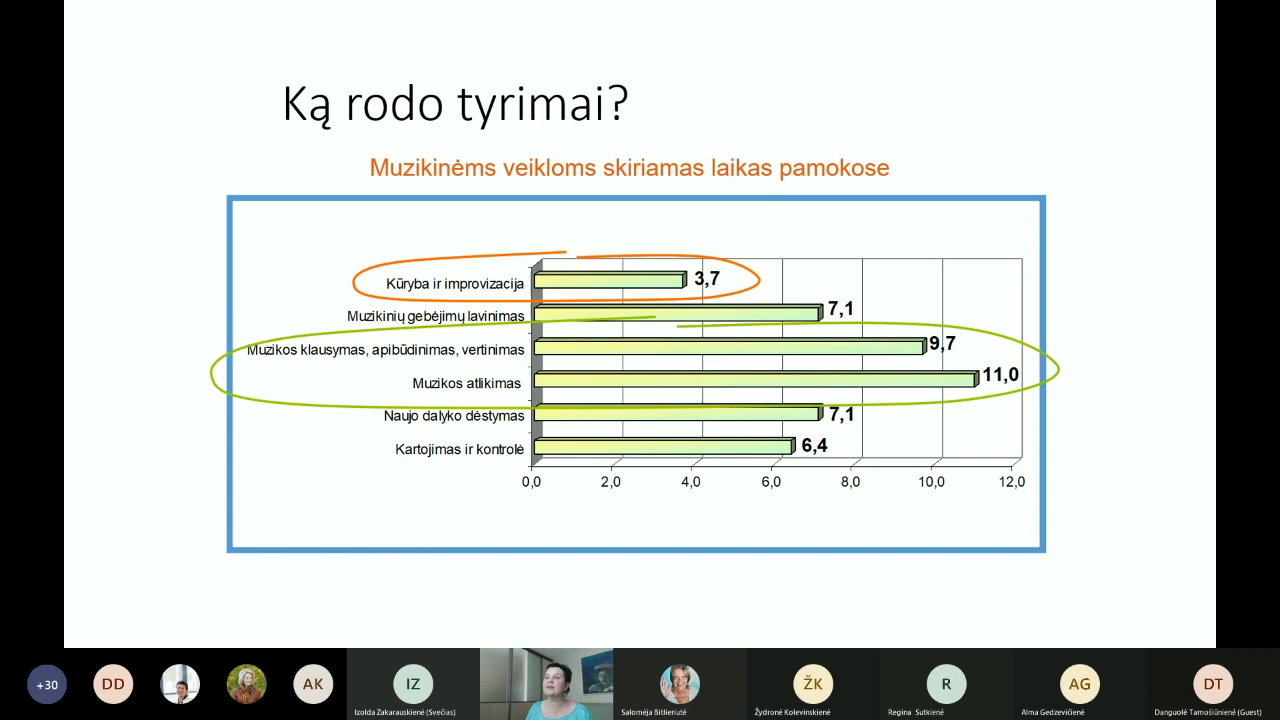 Ką rodo tyrimai?
Muzikinėms veikloms skiriamas laikas pamokose
Kūryba ir improvizacija 3,7
Muzikinių gebėjimų lavinimas 7,1
Muzikos klausymas, apibūdinimas, vertinimas 9,7
Muzikos atlikimas 11,0
Naujo dalyko dėstymas 7,1
Kartojimas ir kontrolė 6,4
0,0 2,0 4,0 6,0 8,0 10,0 12,0
+30 DD AK IZ ŽK R AG DT
Izolda Zakarauskienė (Svečias) Salomėja Bitlieriutė Žydronė Kolevinskienė Regina Sutkienė Alma Gedzevičienė Danguolė Tamošiūnienė (Guest)